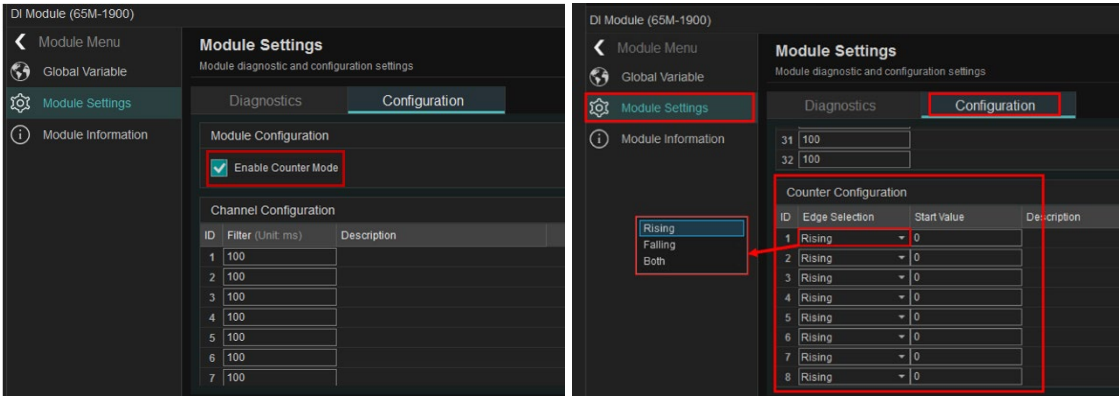 DI Module (65M-1900)
Module Menu
Global Variable
Module Settings
Module Information
Module Settings
Module diagnostic and configuration settings
Diagnostics Configuration
Module Configuration
Enable Counter Mode
Channel Configuration
ID Filter (Unit: ms) Description
1 100
2 100
3 100
4 100
5 100
6 100
7 100
DI Module (65M-1900)
Module Menu
Global Variable
Module Settings
Module Information
Module Settings
Module diagnostic and configuration settings
Diagnostics Configuration
31 100
32 100
Counter Configuration
ID Edge Selection Start Value Description
1 Rising 0
2 Rising 0
3 Rising 0
4 Rising 0
5 Rising 0
6 Rising 0
7 Rising 0
8 Rising 0
Rising
Falling
Both